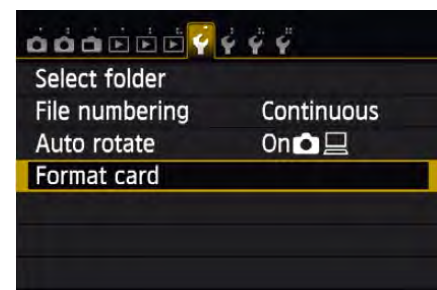 Select folder
File numbering Continuous
Auto rotate On
Format card